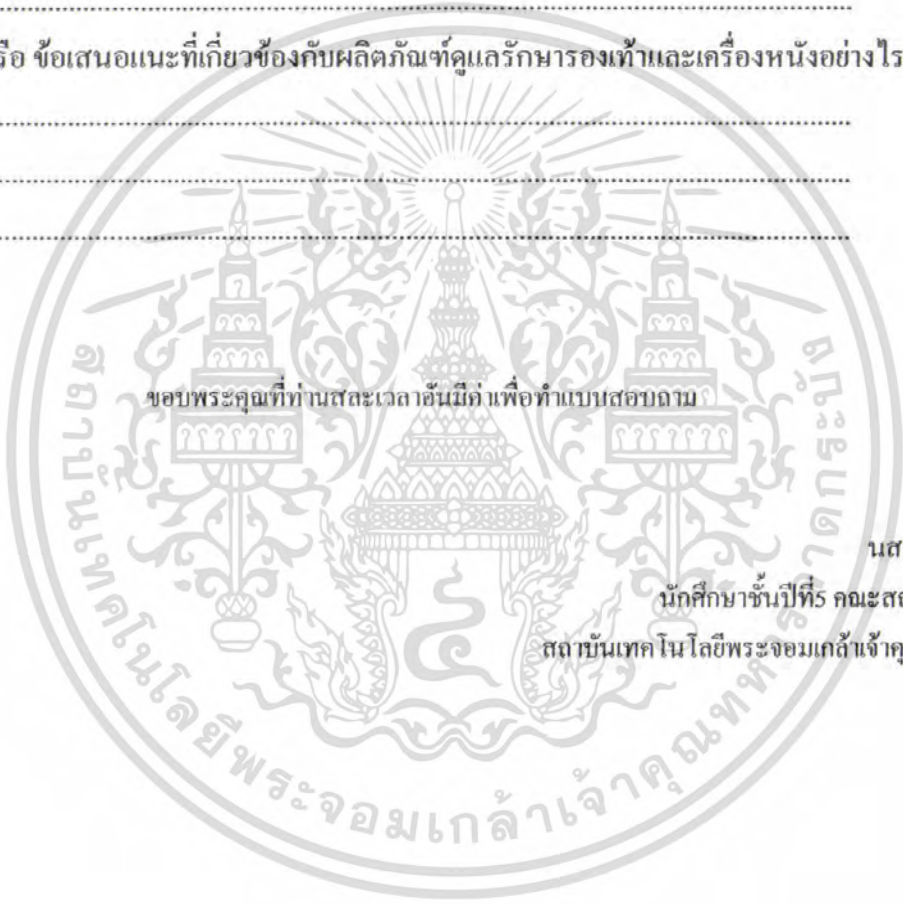 รือ ข้อเสนอแนะที่เกี่ยวข้องกับผลิตภัณฑ์ดูแลรักษารองเท้าและเครื่องหนังอย่างไร
ขอบพระคุณที่ท่านสละเวลาอันมีค่าเพื่อทำแบบสอบถาม
นส
นักศึกษาชั้นปีที่5 คณะสถ
สถาบันเทคโนโลยีพระจอมเกล้าเจ้าคุ
สถาบันเทคโนโลยีพระจอมเกล้าเจ้าคุณทหารลาดกระบัง